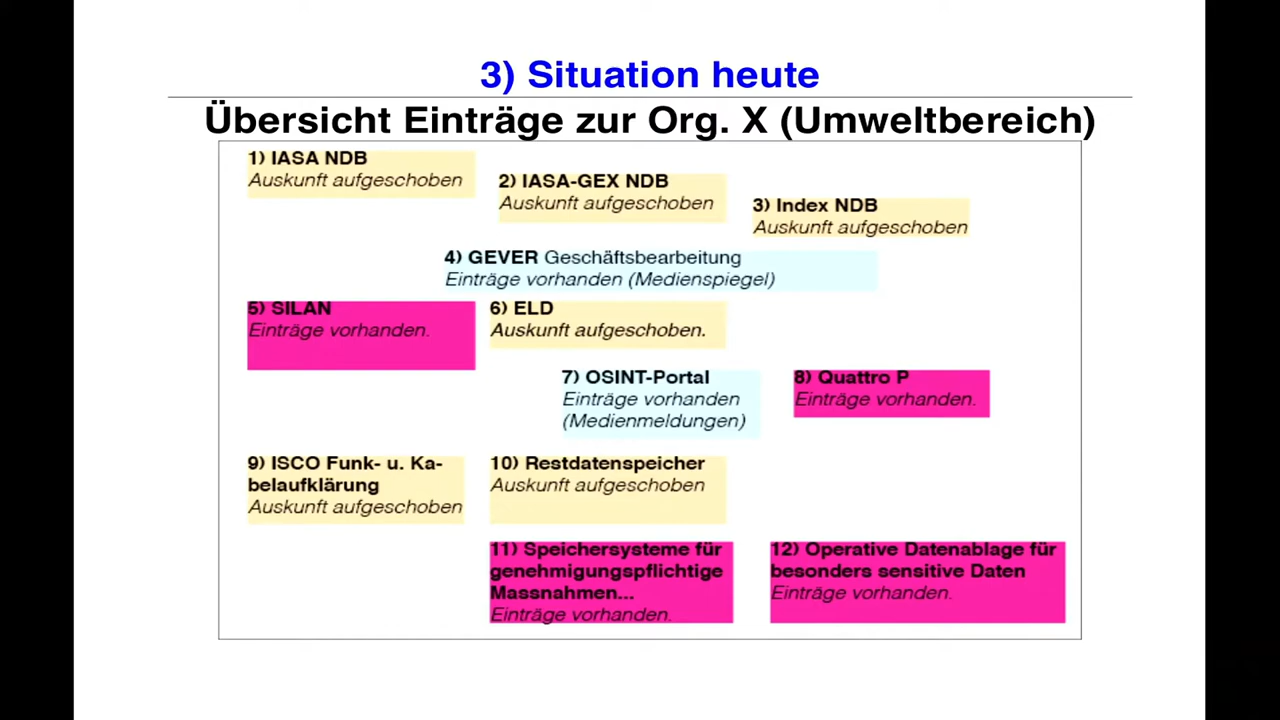 3) Situation heute
Übersicht Einträge zur Org. X (Umweltbereich)
1) IASA NDB
Auskunft aufgeschoben
2) IASA-GEX NDB
Auskunft aufgeschoben
3) Index NDB
Auskunft aufgeschoben
4) GEVER Geschäftsbearbeitung
Einträge vorhanden (Medienspiegel)
5) SILAN
Einträge vorhanden.
6) ELD
Auskunft aufgeschoben.
7) OSINT-Portal
Einträge vorhanden
(Medienmeldungen)
8) Quattro P
Einträge vorhanden.
9) ISCO Funk- u. Ka-
belaufklärung
Auskunft aufgeschoben
10) Restdatenspeicher
Auskunft aufgeschoben
11) Speichersysteme für
genehmigungspflichtige
Massnahmen...
Einträge vorhanden.
12) Operative Datenablage für
besonders sensitive Daten
Einträge vorhanden.